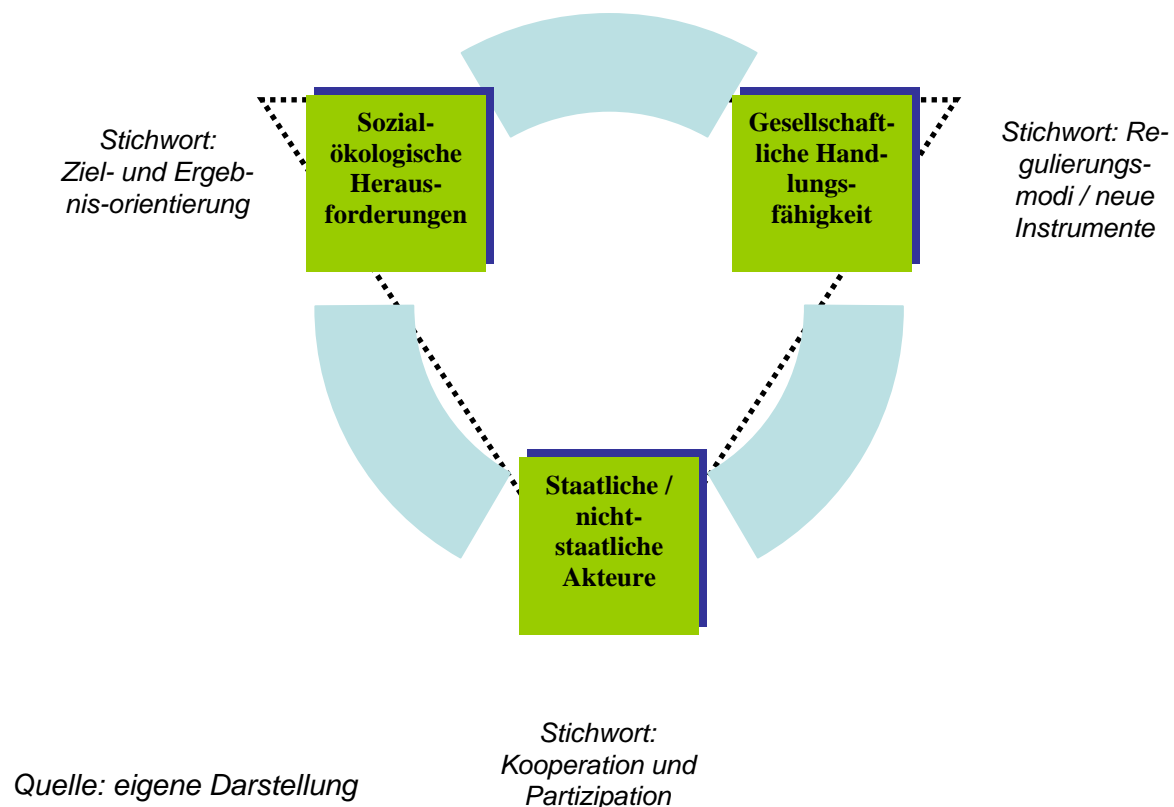 Stichwort:
Ziel- und Ergeb-
nis-orientierung
Sozial-
ökologische
Heraus-
forderungen
Gesellschaft-
liche Hand-
lungs-
fähigkeit
Stichwort: Re-
gulierungs-
modi / neue
Instrumente
Staatliche /
nicht-
staatliche
Akteure
Stichwort:
Kooperation und
Partizipation
Quelle: eigene Darstellung